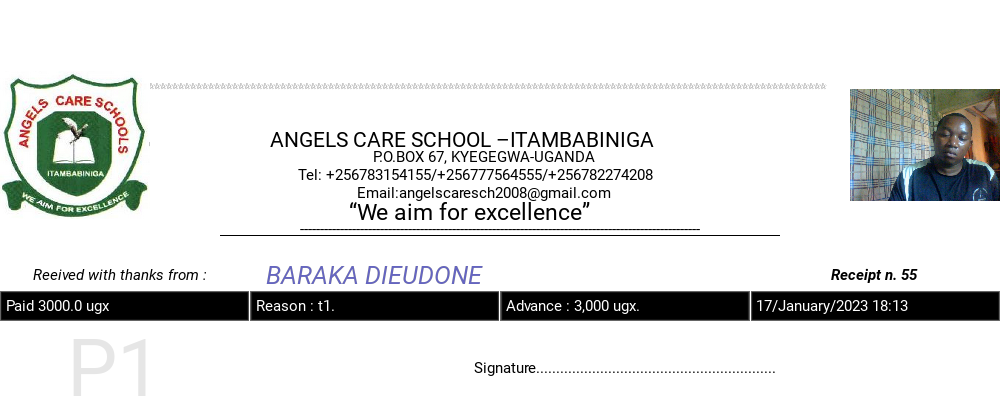 ANGELS CARE SCHOOLS
ITAMBABINIGA
WE AIM FOR EXCELLENCE
ANGELS CARE SCHOOL –ITAMBABINIGA
P.O.BOX 67, KYEGEGWA-UGANDA
Tel: +256783154155/+256777564555/+256782274208
Email:angelscaresch2008@gmail.com
“We aim for excellence”
Reeived with thanks from : BARAKA DIEUDONE Receipt n. 55
Paid 3000.0 ugx Reason : t1. Advance : 3,000 ugx. 17/January/2023 18:13
P1
Signature............................................................